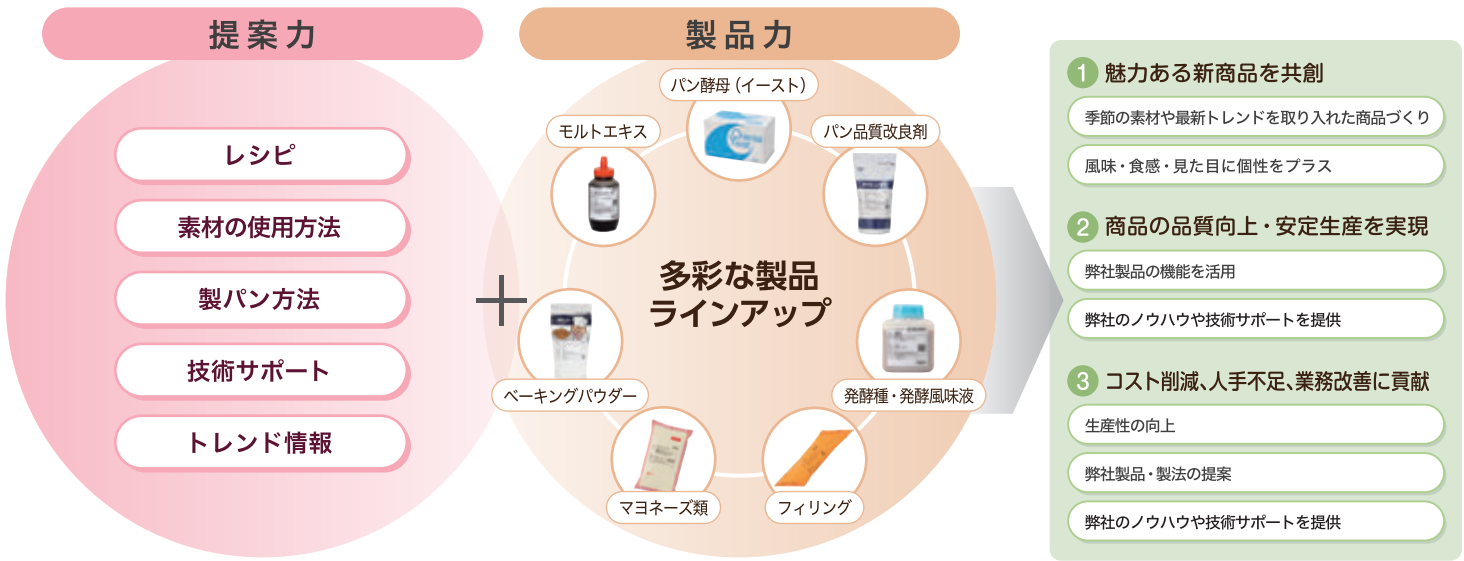 提案力
レシピ
素材の使用方法
製パン方法
技術サポート
トレンド情報
製品力
パン酵母（イースト）
モルトエキス
パン品質改良剤
多彩な製品
ラインアップ
ベーキングパウダー
発酵種・発酵風味液
マヨネーズ類
フィリング
1 魅力ある新商品を共創
季節の素材や最新トレンドを取り入れた商品づくり
風味・食感・見た目に個性をプラス
2 商品の品質向上・安定生産を実現
弊社製品の機能を活用
弊社のノウハウや技術サポートを提供
3 コスト削減、人手不足、業務改善に貢献
生産性の向上
弊社製品・製法の提案
弊社のノウハウや技術サポートを提供